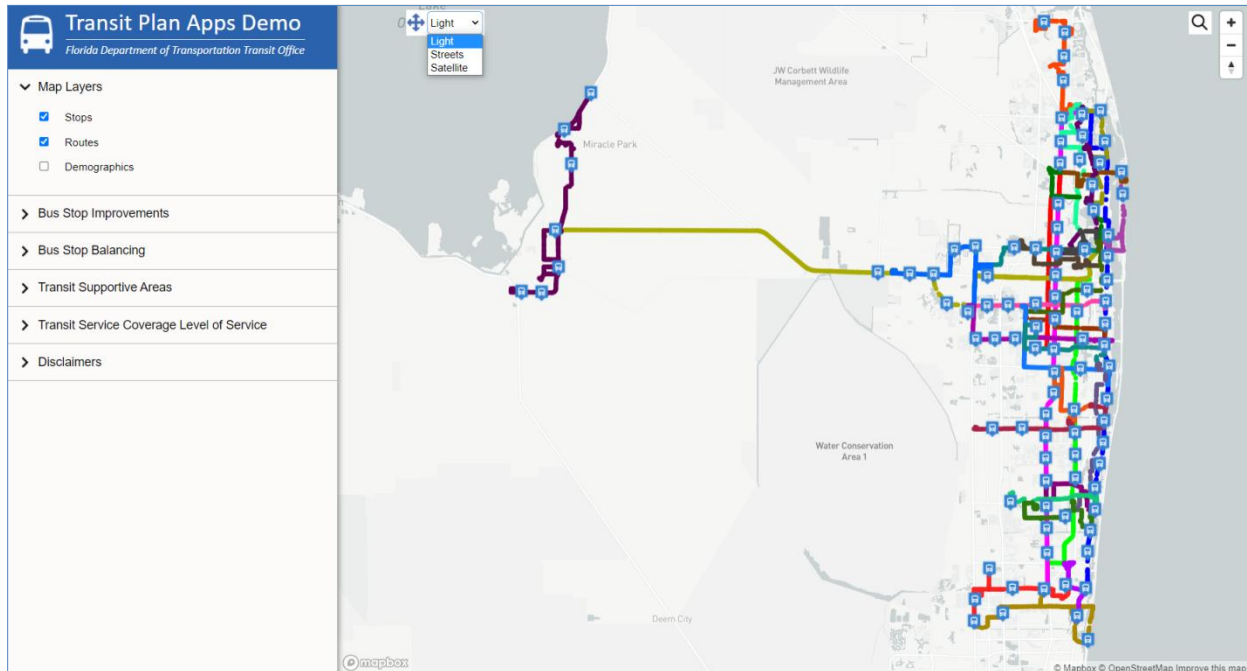 Transit Plan Apps Demo
Florida Department of Transportation Transit Office
Map Layers
Stops
Routes
Demographics
Bus Stop Improvements
Bus Stop Balancing
Transit Supportive Areas
Transit Service Coverage Level of Service
Disclaimers
Light
Light
Streets
Satellite
JW Corbett Wildlife
Management Area
Miracle Park
Water Conservation
Area 1
Deem City
mapbox
© Mapbox © OpenStreetMap Improve this map